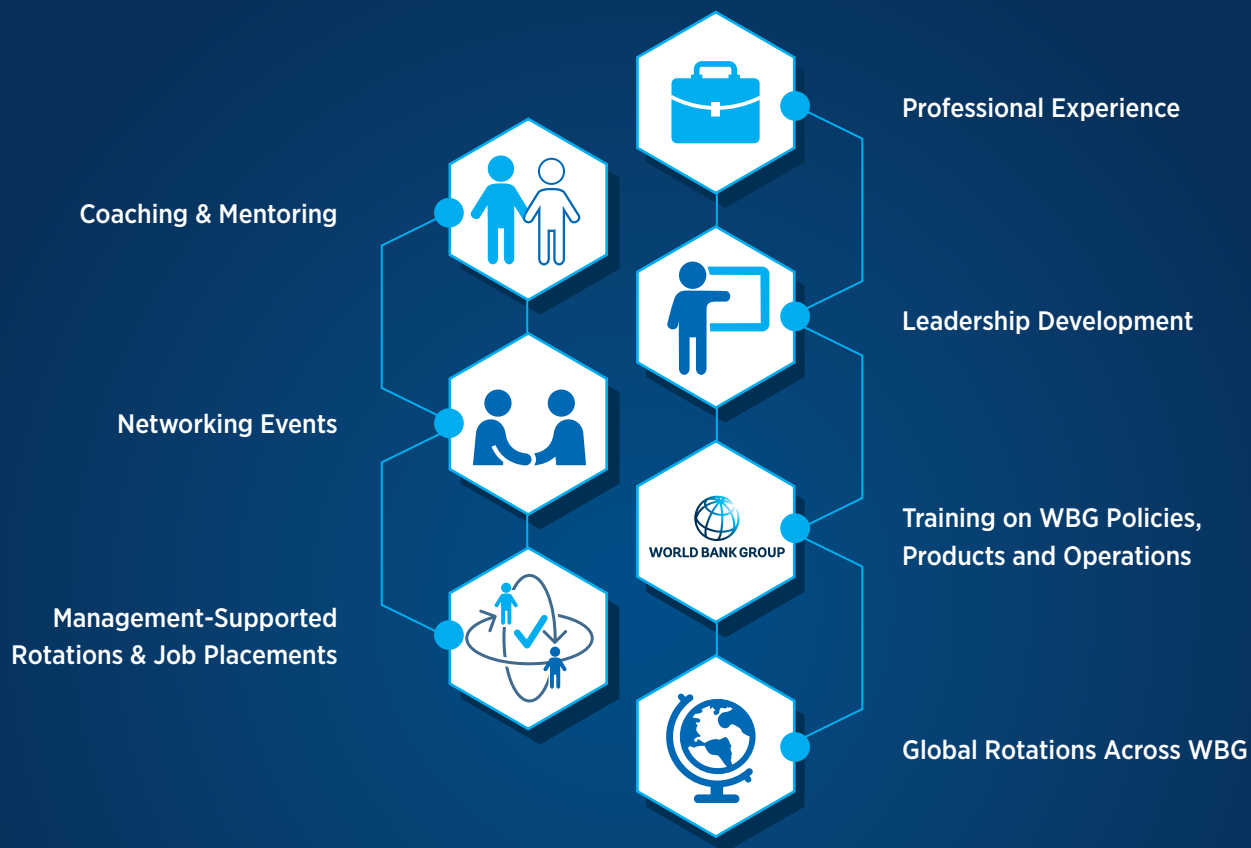 Professional Experience
Coaching & Mentoring
Leadership Development
Networking Events
Training on WBG Policies,
Products and Operations
WORLD BANK GROUP
Management-Supported
Rotations & Job Placements
Global Rotations Across WBG